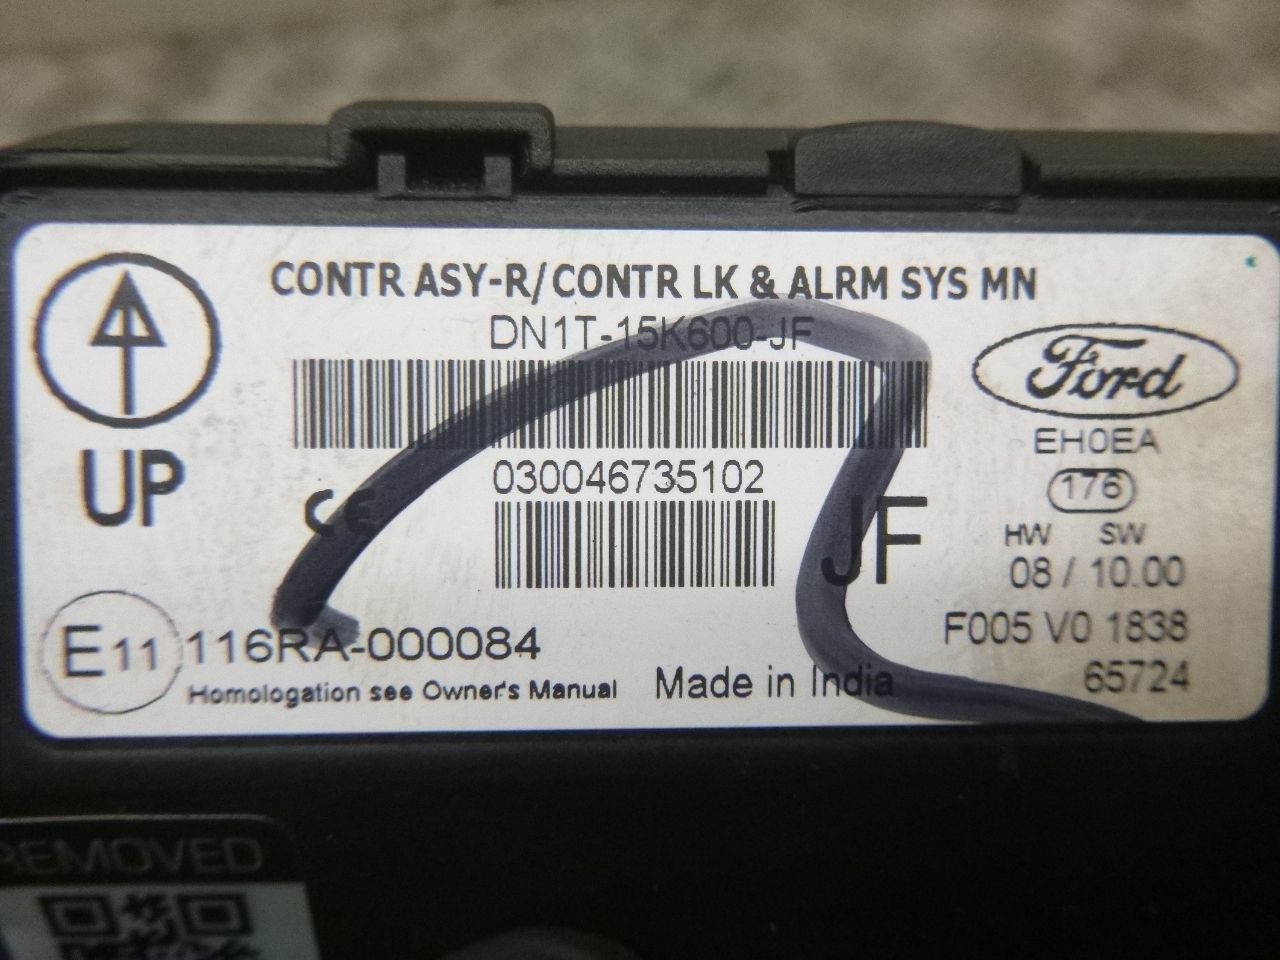 CONTR ASY-R/CONTR LK & ALRM SYS MN
DN1T-15K600-JF
Ford
UP
EH0EA
030046735102
176
CE
JF
HW SW
08 / 10.00
E11 116RA-000084
F005 V0 1838
Homologation see Owner's Manual
Made in India
65724
REMOVED